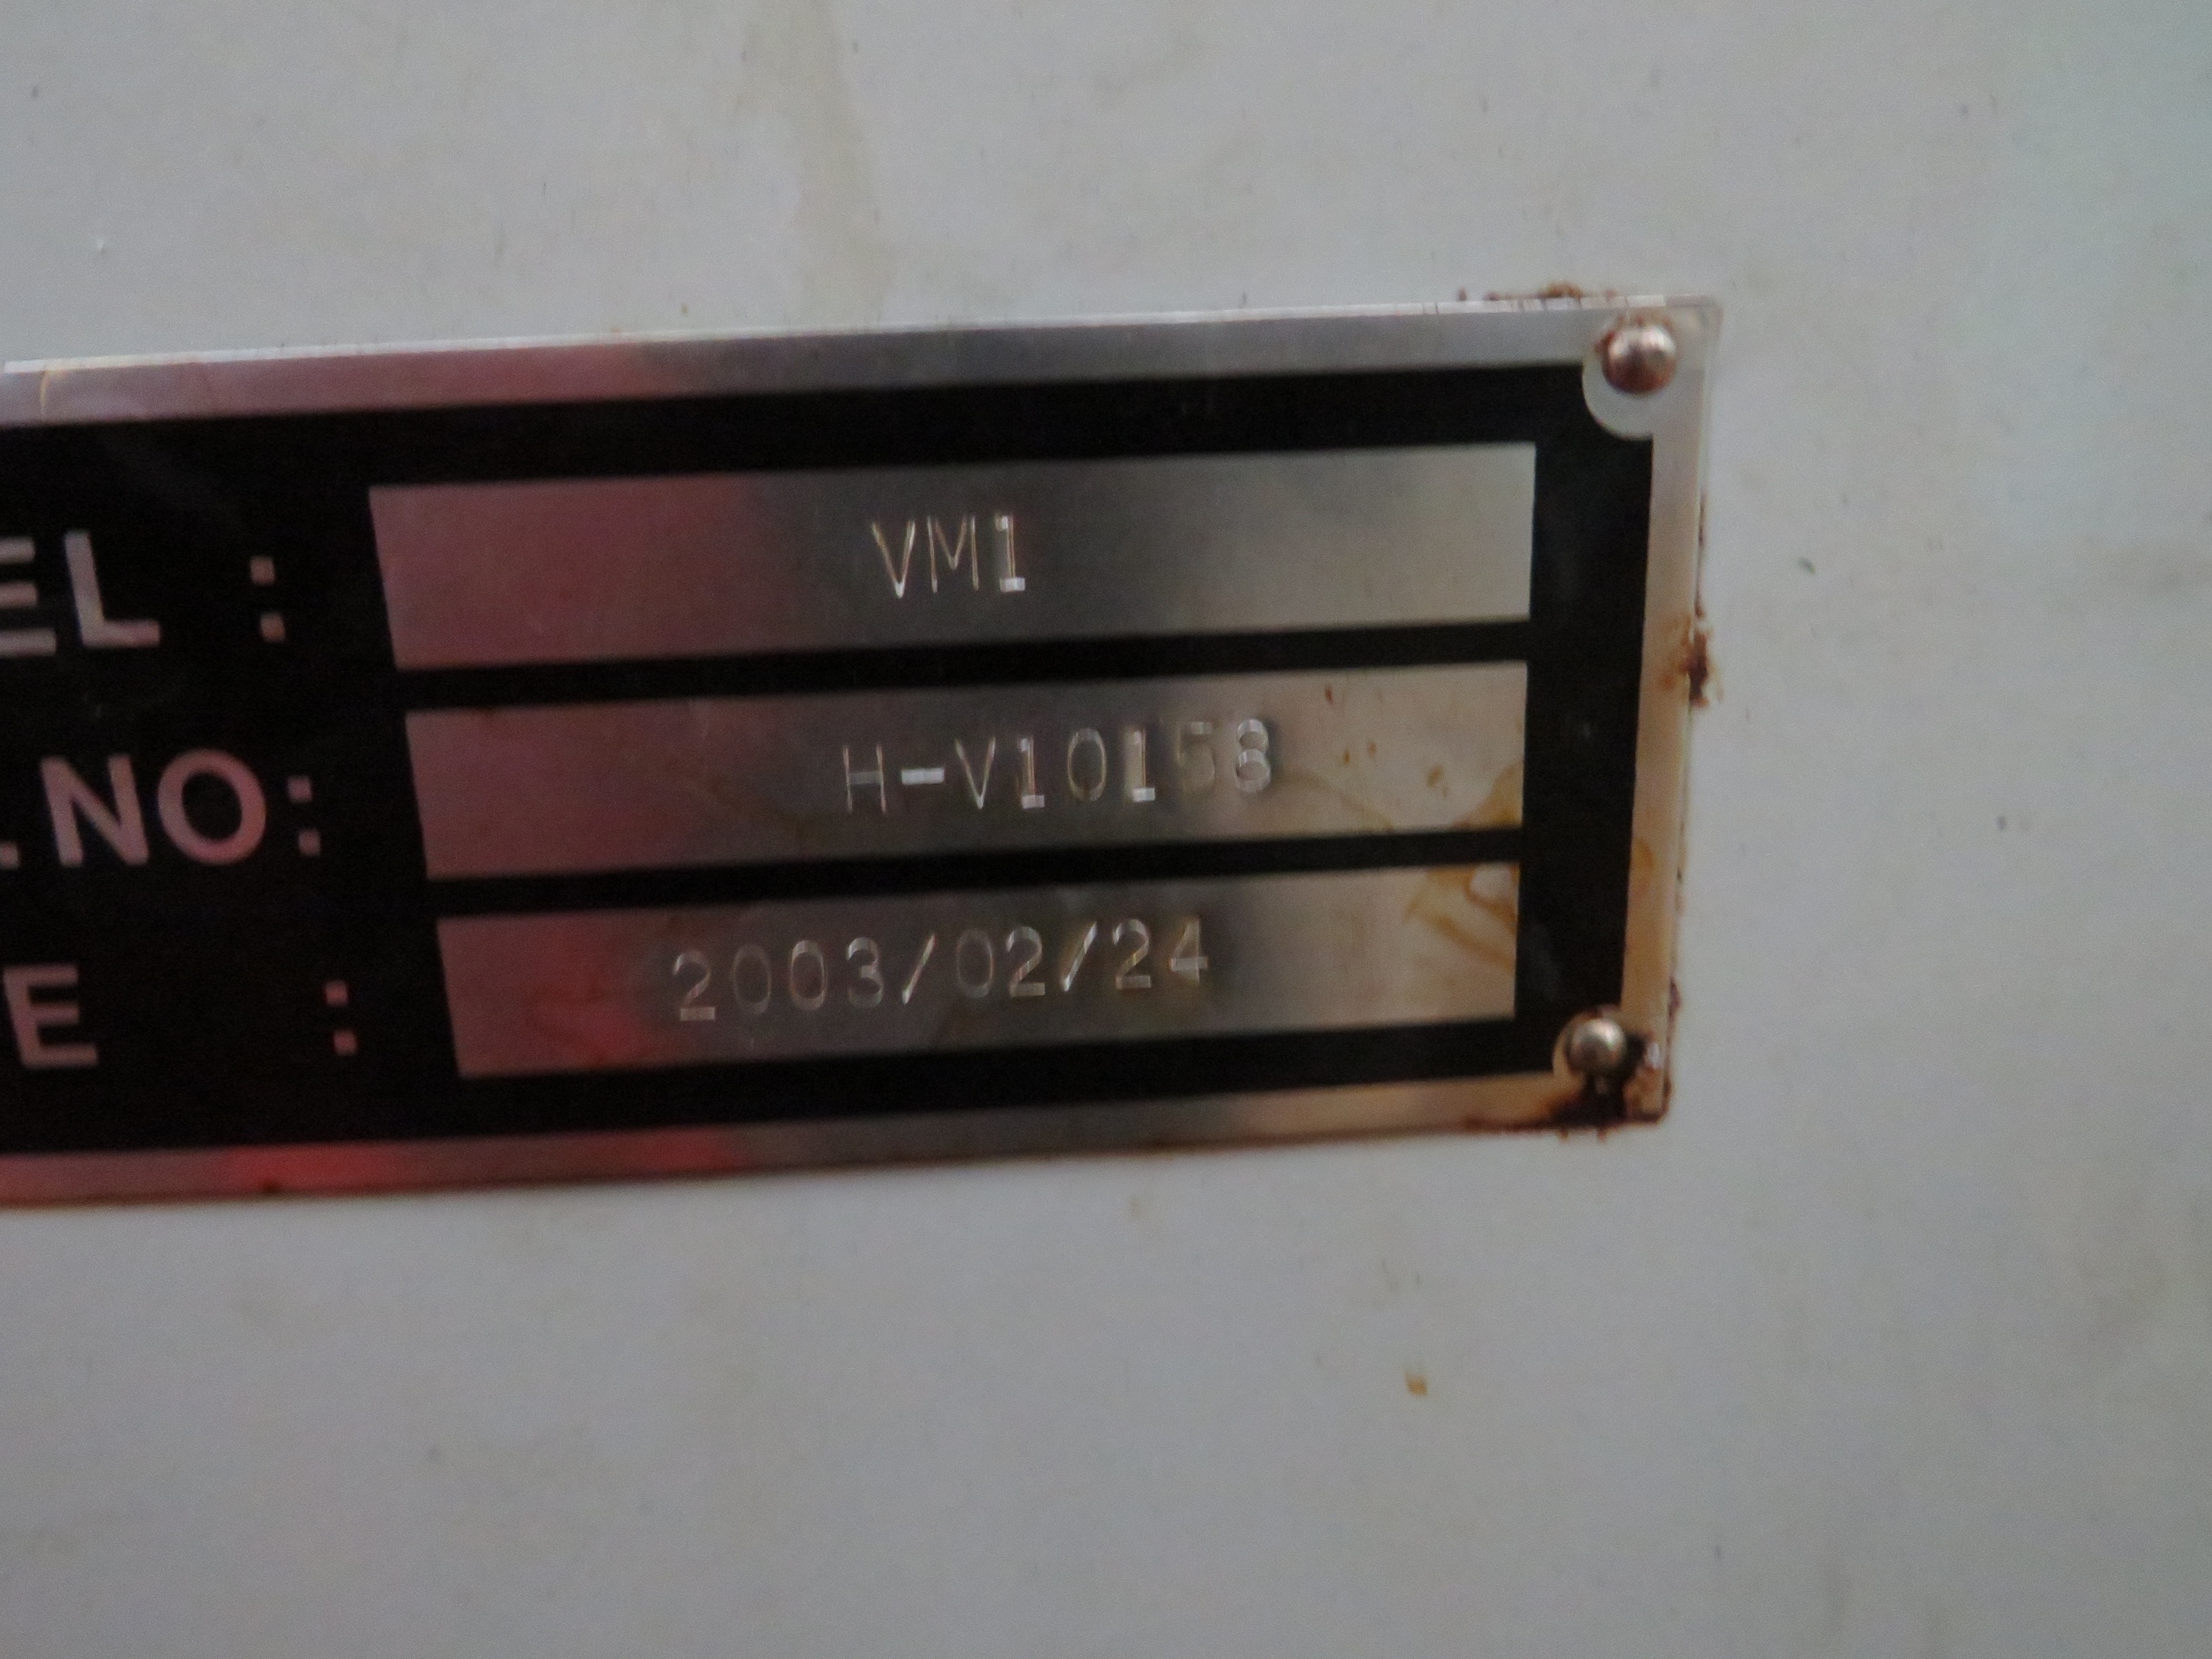 EL : VM1
.NO: H-V10158
E : 2003/02/24